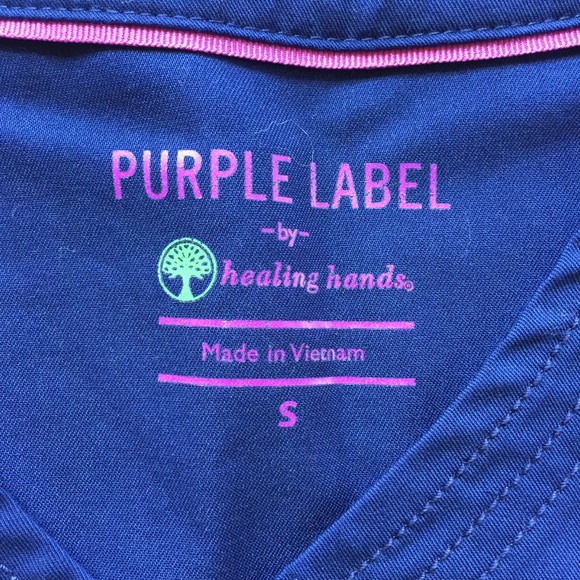 PURPLE LABEL
-by-
healing hands®
Made in Vietnam
S